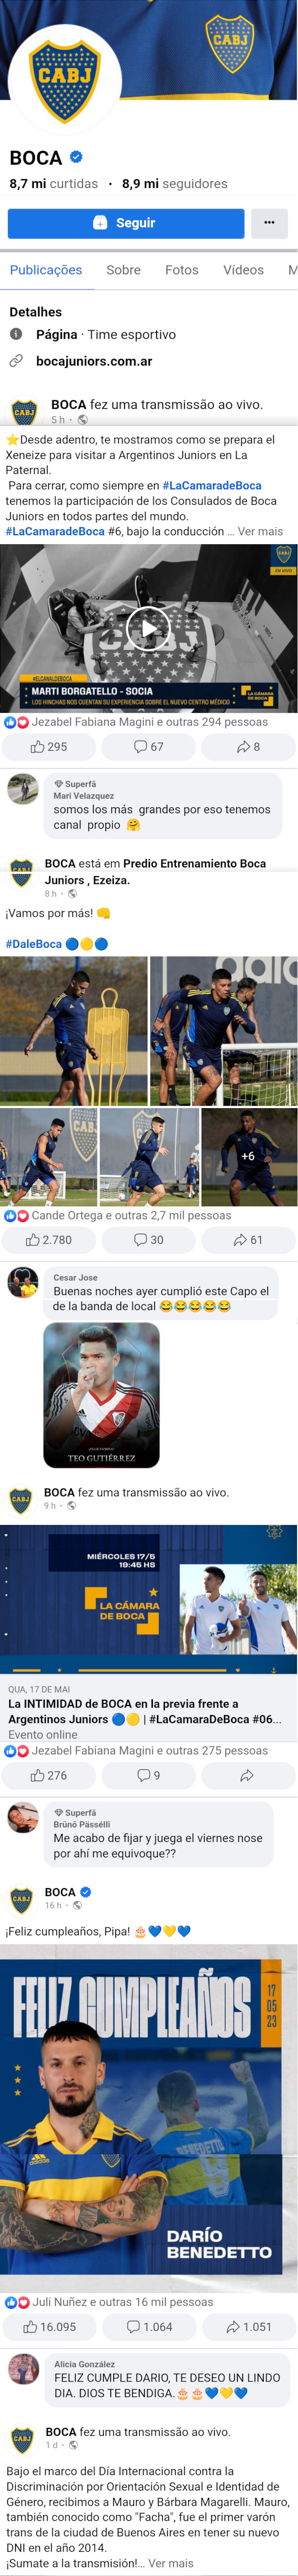 CABJ
CABJ
BOCA
8,7 mi curtidas · 8,9 mi seguidores
Seguir
Publicações Sobre Fotos Vídeos M
Detalhes
Página · Time esportivo
bocajuniors.com.ar
BOCA fez uma transmissão ao vivo.
5 h
⭐Desde adentro, te mostramos como se prepara el
Xeneize para visitar a Argentinos Juniors en La
Paternal.
Para cerrar, como siempre en #LaCamaradeBoca
tenemos la participación de los Consulados de Boca
Juniors en todos partes del mundo.
#LaCamaradeBoca #6, bajo la conducción ... Ver mais
EN VIVO
#ELCANALDEBOCA
MARTI BORGATELLO - SOCIA
LOS HINCHAS NOS CUENTAN SU EXPERIENCIA SOBRE EL NUEVO CENTRO MÉDICO
LA CÁMARA
DE BOCA
Jezabel Fabiana Magini e outras 294 pessoas
295 67 8
Superfã
Mari Velazquez
somos los más grandes por eso tenemos
canal propio 🤗
BOCA está em Predio Entrenamiento Boca
Juniors , Ezeiza.
8 h
¡Vamos por más! 👊
#DaleBoca 🔵🟡🔵
+6
Cande Ortega e outras 2,7 mil pessoas
2.780 30 61
Cesar Jose
Buenas noches ayer cumplió este Capo el
de la banda de local 😂😂😂😂😂
TEO GUTIÉRREZ
BOCA fez uma transmissão ao vivo.
9 h
MIÉRCOLES 17/5
19:45 HS
LA CÁMARA
DE BOCA
QUA, 17 DE MAI
La INTIMIDAD de BOCA en la previa frente a
Argentinos Juniors 🔵🟡 | #LaCamaraDeBoca #06...
Evento online
Jezabel Fabiana Magini e outras 275 pessoas
276 9
Superfã
Brünö Pässélli
Me acabo de fijar y juega el viernes nose
por ahí me equivoque??
BOCA
16 h
¡Feliz cumpleaños, Pipa! 🎂💙💛💙
FELIZ CUMPLEAÑOS
17
05
23
DARÍO
BENEDETTO
Juli Nuñez e outras 16 mil pessoas
16.095 1.064 1.051
Alicia González
FELIZ CUMPLE DARIO, TE DESEO UN LINDO
DIA. DIOS TE BENDIGA.🎂🎂💙💛💙
BOCA fez uma transmissão ao vivo.
1 d
Bajo el marco del Día Internacional contra la
Discriminación por Orientación Sexual e Identidad de
Género, recibimos a Mauro y Bárbara Magarelli. Mauro,
también conocido como "Facha", fue el primer varón
trans de la ciudad de Buenos Aires en tener su nuevo
DNI en el año 2014.
¡Sumate a la transmisión!... Ver mais